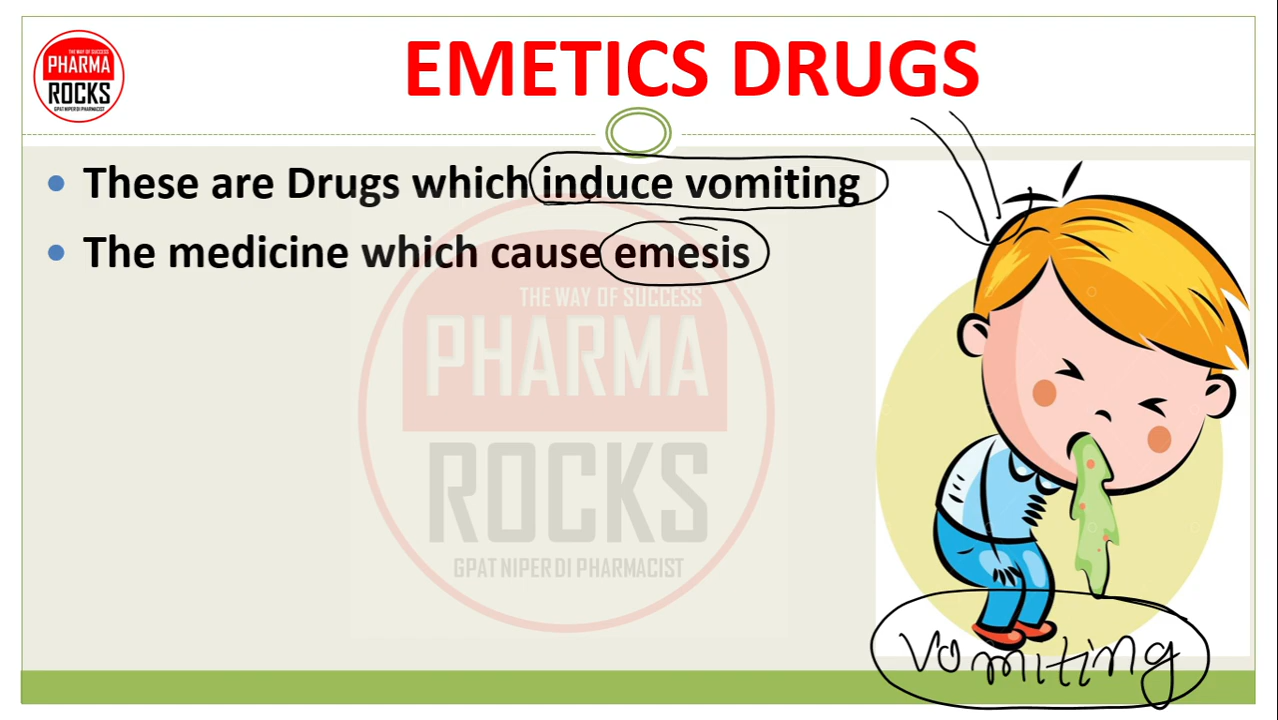 THE WAY OF SUCCESS
PHARMA
ROCKS
GPAT NIPER DI PHARMACIST
EMETICS DRUGS
These are Drugs which induce vomiting
The medicine which cause emesis
THE WAY OF SUCCESS
PHARMA
ROCKS
GPAT NIPER DI PHARMACIST
Vomiting